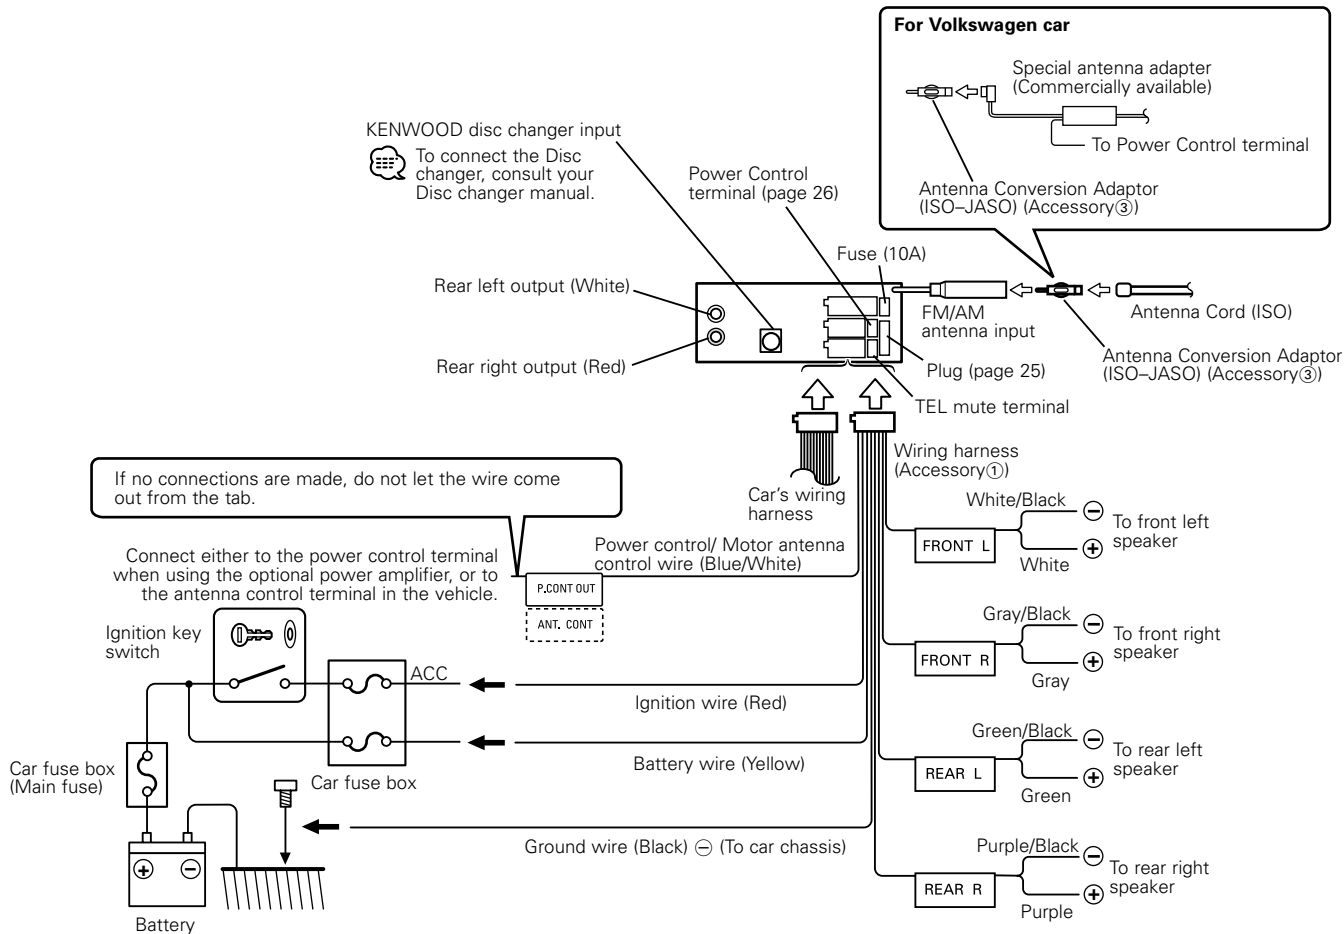 For Volkswagen car
Special antenna adapter
(Commercially available)
To Power Control terminal
Antenna Conversion Adaptor
(ISO–JASO) (Accessory③)
KENWOOD disc changer input
To connect the Disc
changer, consult your
Disc changer manual.
Power Control
terminal (page 26)
Fuse (10A)
Rear left output (White)
Rear right output (Red)
FM/AM
antenna input
Antenna Cord (ISO)
Antenna Conversion Adaptor
(ISO–JASO) (Accessory③)
Plug (page 25)
TEL mute terminal
Wiring harness
(Accessory①)
Car's wiring
harness
If no connections are made, do not let the wire come
out from the tab.
Connect either to the power control terminal
when using the optional power amplifier, or to
the antenna control terminal in the vehicle.
Power control/ Motor antenna
control wire (Blue/White)
P.CONT OUT
ANT. CONT
White/Black
⊖
FRONT L
To front left
speaker
⊕
White
Gray/Black
⊖
FRONT R
To front right
speaker
⊕
Gray
Green/Black
⊖
REAR L
To rear left
speaker
⊕
Green
Purple/Black
⊖
REAR R
To rear right
speaker
⊕
Purple
Ignition key
switch
ACC
Ignition wire (Red)
Battery wire (Yellow)
Car fuse box
(Main fuse)
Car fuse box
Ground wire (Black) ⊖ (To car chassis)
⊕ ⊖
Battery